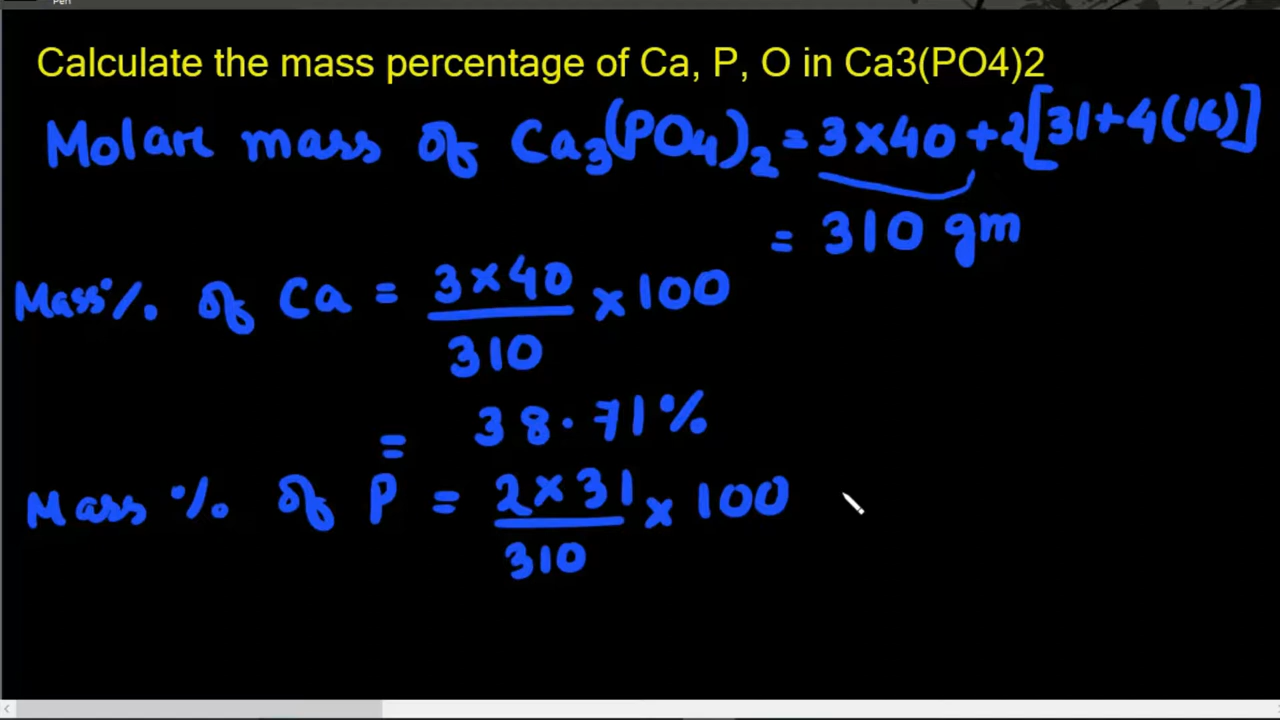 Pen
Calculate the mass percentage of Ca, P, O in Ca3(PO4)2
Molare mass of Ca₃(PO₄)₂ = 3×40+2[31+4(16)]
= 310 gm
Mass% of Ca = 3×40/310 ×100
= 38.71%
Mass % of P = 2×31/310 ×100